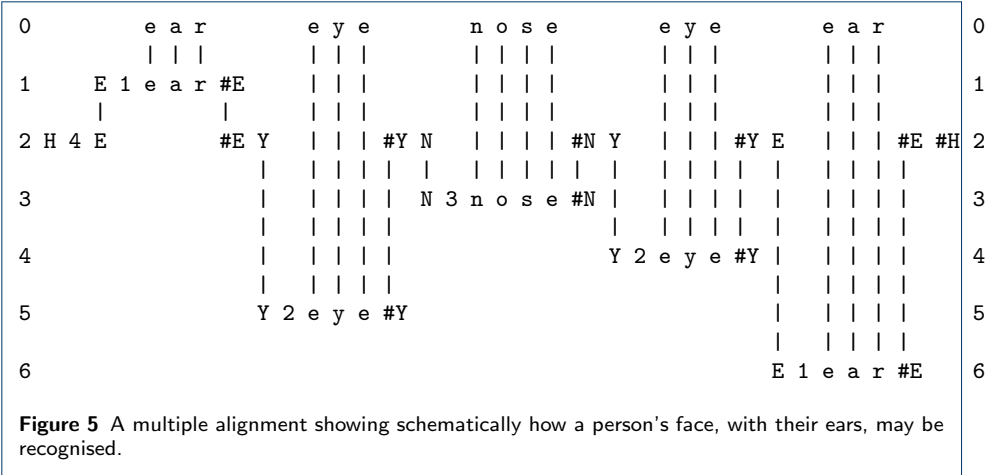 0 e a r e y e n o s e e y e e a r 0
| | | | | | | | | | | | | | | |
1 E 1 e a r #E | | | | | | | | | | | | | 1
| | | | | | | | | | | | | | |
2 H 4 E #E Y | | | #Y N | | | | #N Y | | | #Y E | | | #E #H 2
| | | | | | | | | | | | | | | | | | | | |
3 | | | | | N 3 n o s e #N | | | | | | | | | | 3
| | | | | | | | | | | | | | |
4 | | | | | Y 2 e y e #Y | | | | | 4
| | | | | | | | | |
5 Y 2 e y e #Y | | | | | 5
| | | | |
6 E 1 e a r #E 6
Figure 5 A multiple alignment showing schematically how a person's face, with their ears, may be
recognised.